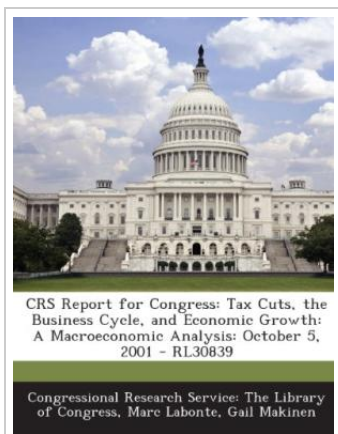 CRS Report for Congress: Tax Cuts, the
Business Cycle, and Economic Growth:
A Macroeconomic Analysis: October 5,
2001 - RL30839
Congressional Research Service: The Library
of Congress, Marc Labonte, Gail Makinen